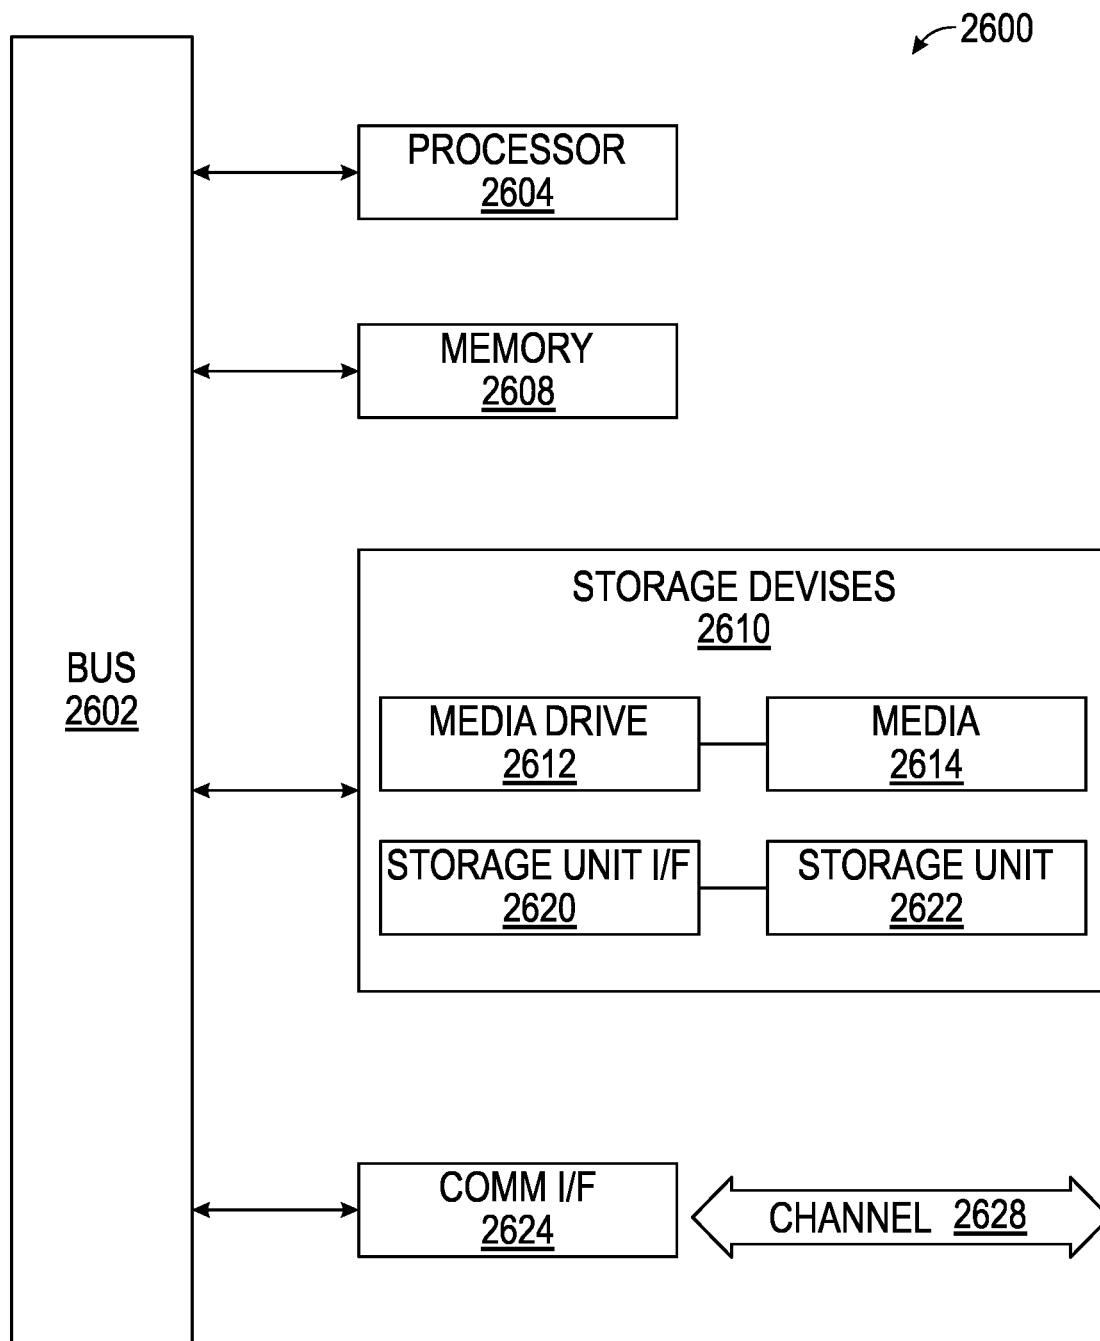 2600
PROCESSOR
2604
MEMORY
2608
STORAGE DEVISES
2610
BUS
2602
MEDIA DRIVE
2612
MEDIA
2614
STORAGE UNIT I/F
2620
STORAGE UNIT
2622
COMM I/F
2624
CHANNEL 2628